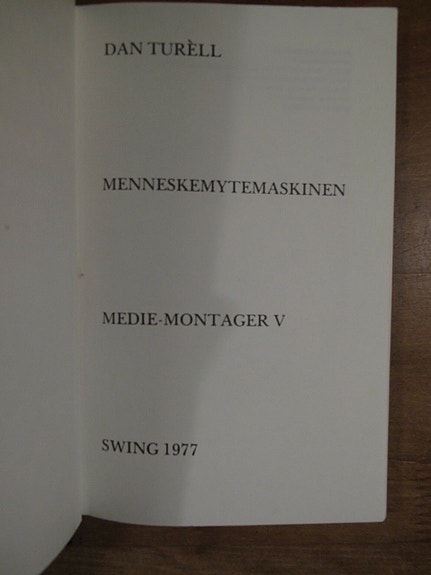 DAN TURÈLL
MENNESKEMYTEMASKINEN
MEDIE-MONTAGER V
SWING 1977